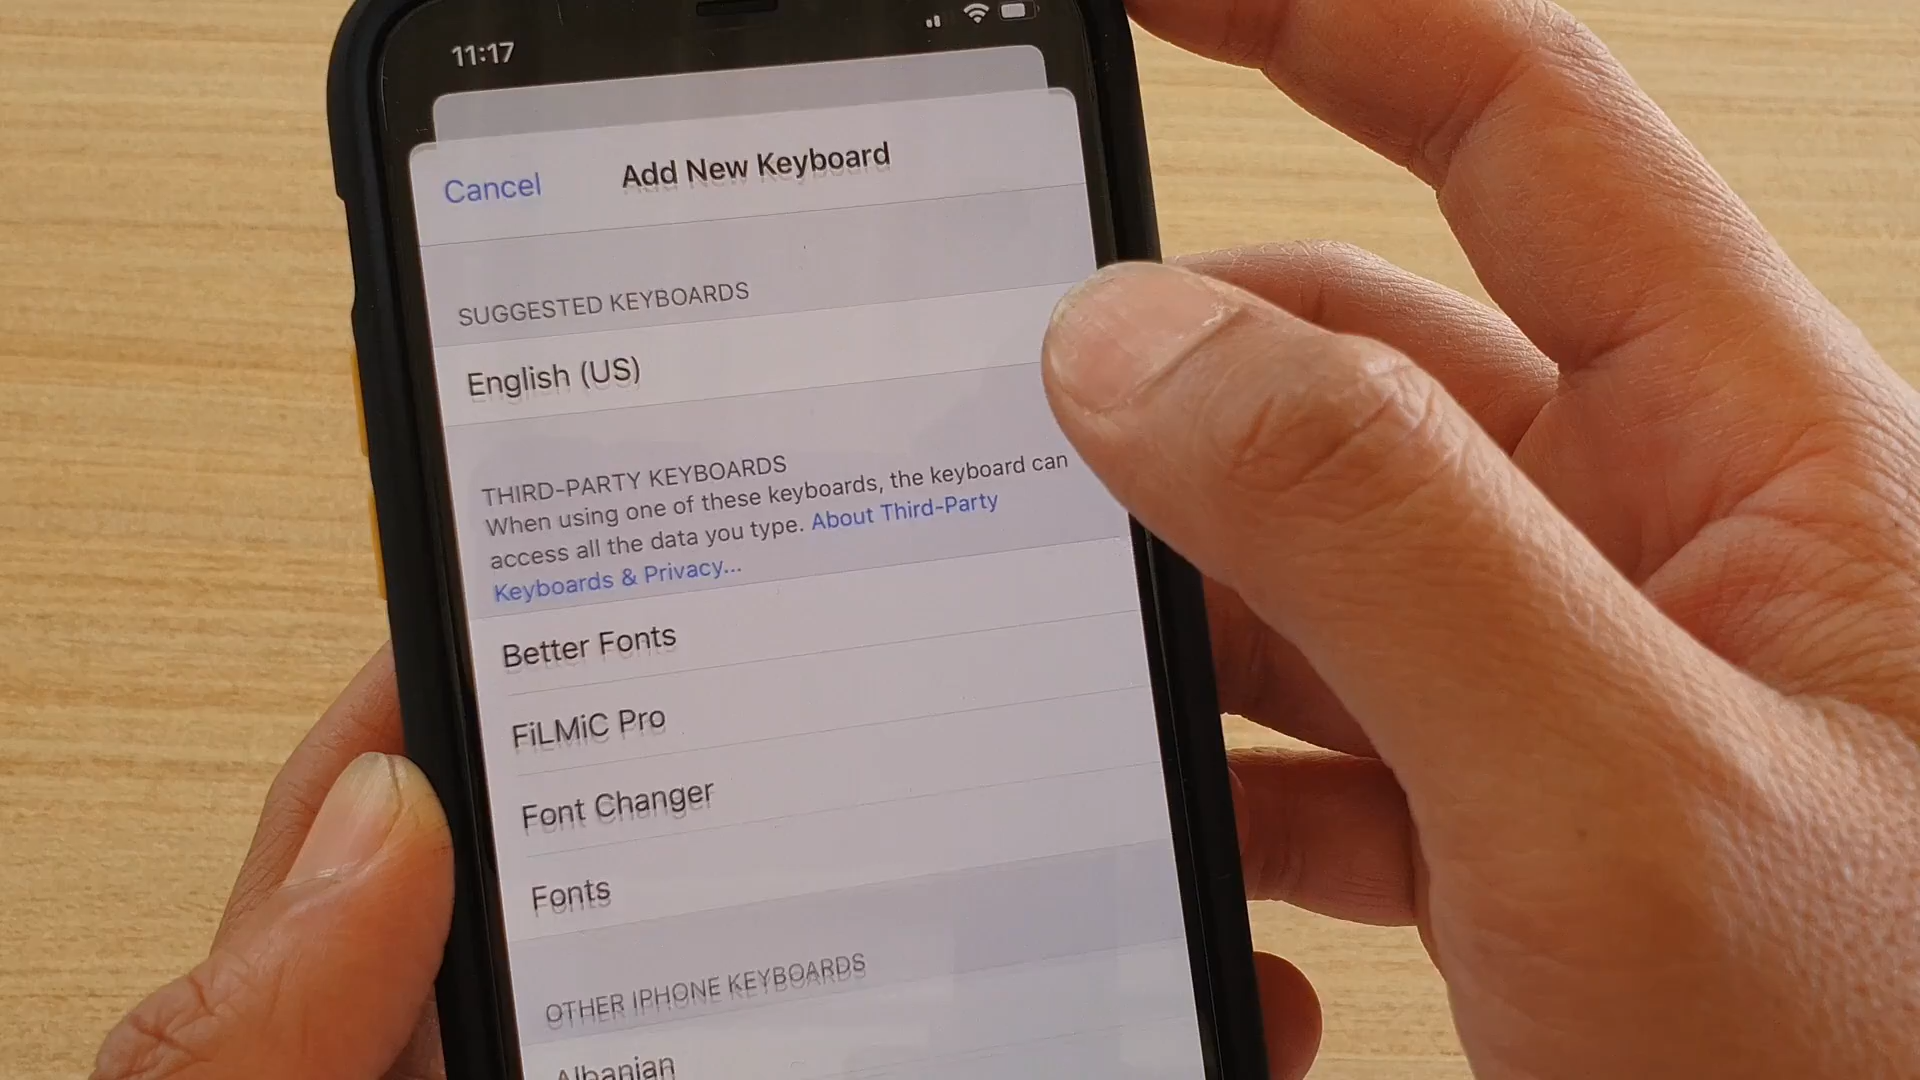 11:17
Cancel
Add New Keyboard
SUGGESTED KEYBOARDS
English (US)
THIRD-PARTY KEYBOARDS
When using one of these keyboards, the keyboard can
access all the data you type. About Third-Party
Keyboards & Privacy...
Better Fonts
FiLMiC Pro
Font Changer
Fonts
OTHER IPHONE KEYBOARDS
Albanian